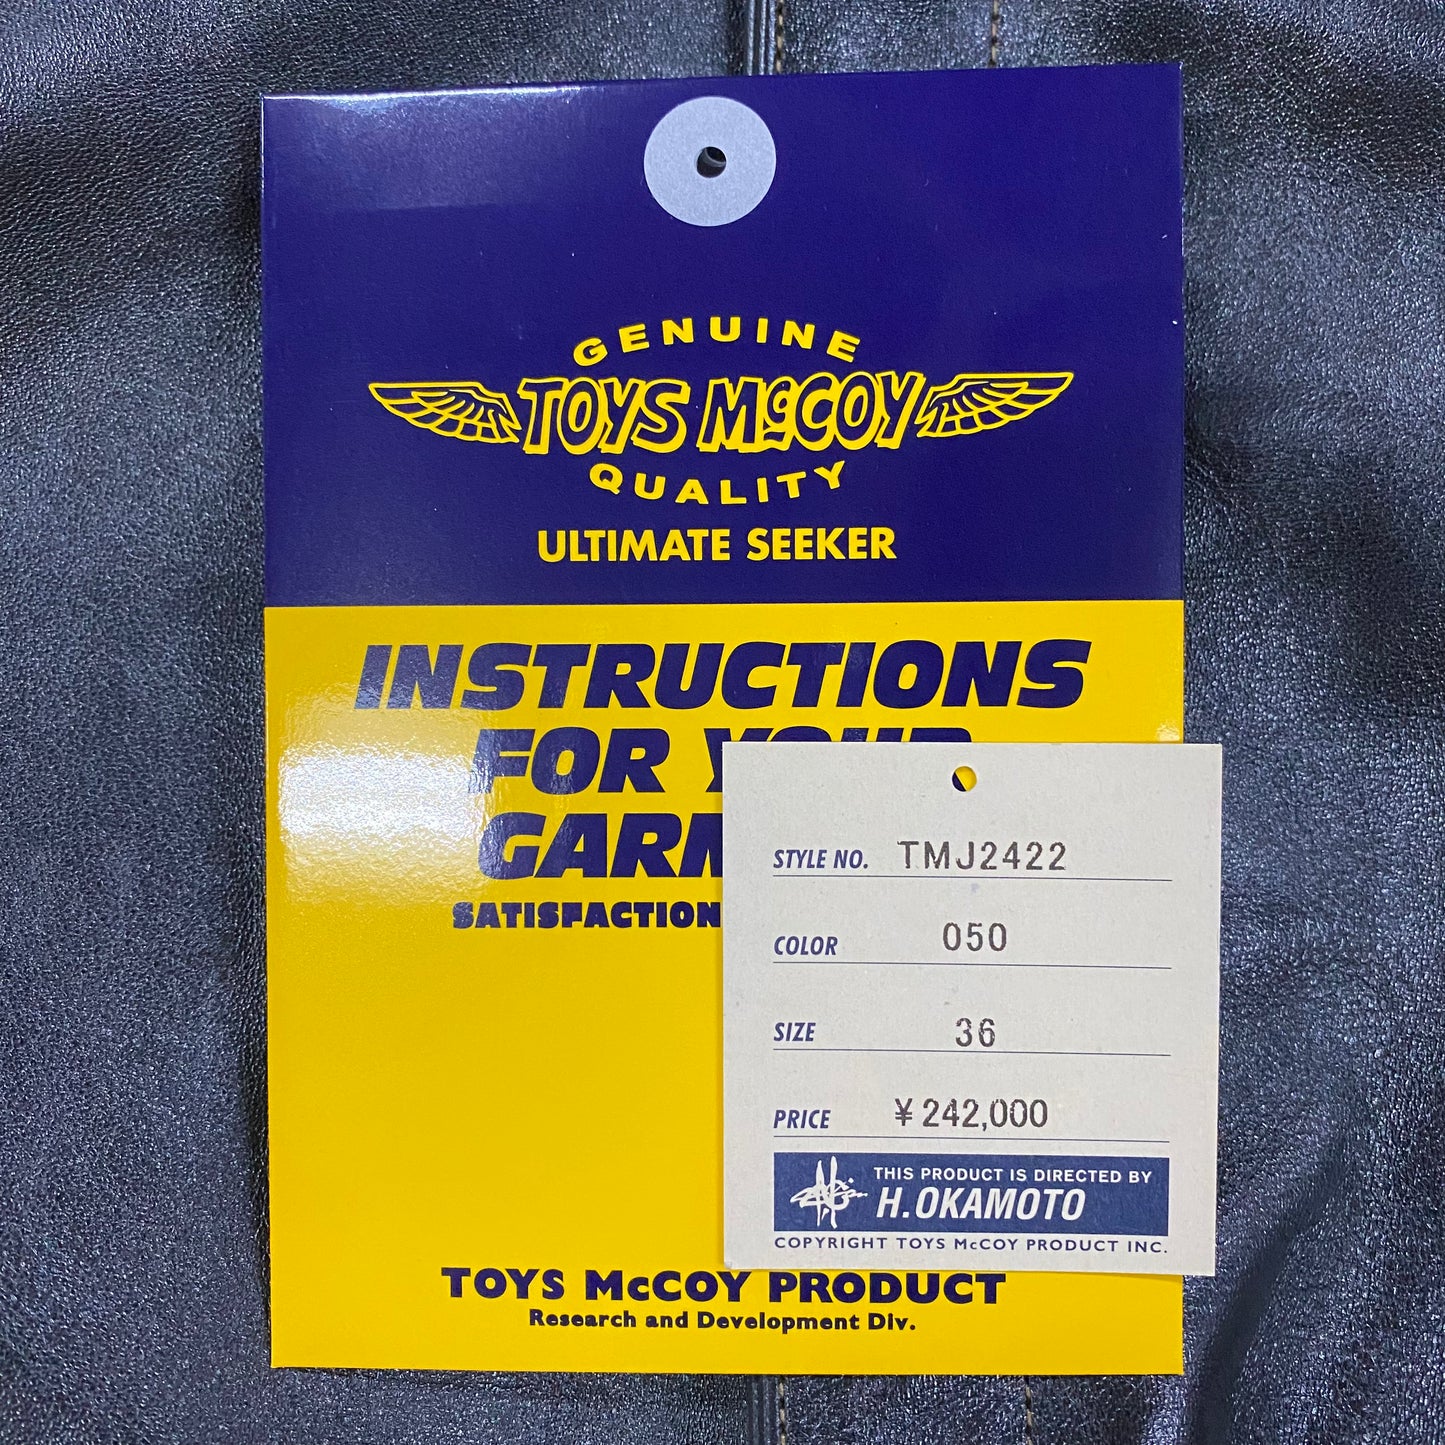 GENUINE
TOYS McCOY
QUALITY
ULTIMATE SEEKER
INSTRUCTIONS
FOR YOUR
GARM
SATISFACTION
STYLE NO. TMJ2422
COLOR 050
SIZE 36
PRICE ¥242,000
THIS PRODUCT IS DIRECTED BY
H.OKAMOTO
COPYRIGHT TOYS McCOY PRODUCT INC.
TOYS McCOY PRODUCT
Research and Development Div.